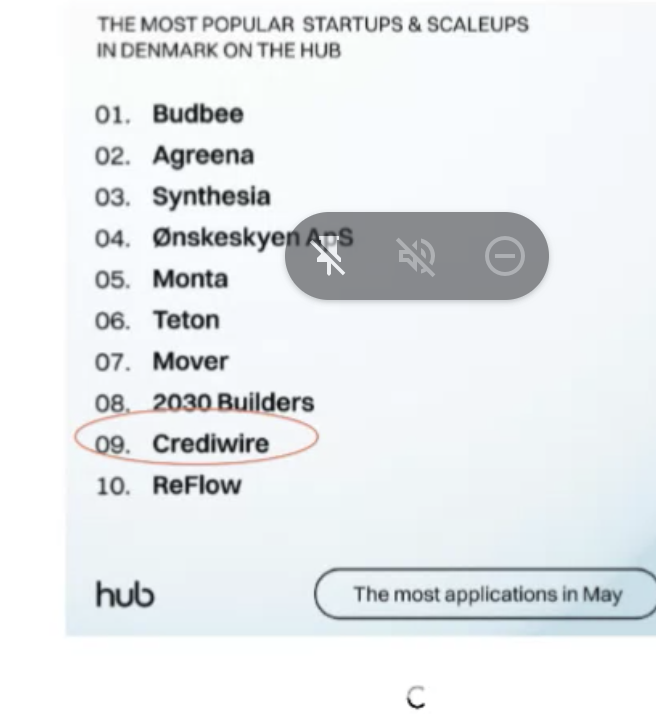 THE MOST POPULAR STARTUPS & SCALEUPS
IN DENMARK ON THE HUB
01. Budbee
02. Agreena
03. Synthesia
04. Ønskeskyen ApS
05. Monta
06. Teton
07. Mover
08. 2030 Builders
09. Crediwire
10. ReFlow
hub
The most applications in May